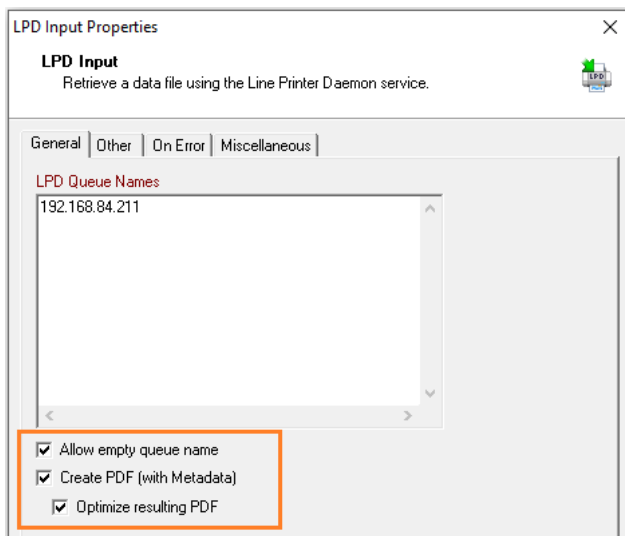 LPD Input Properties
LPD Input
Retrieve a data file using the Line Printer Daemon service.
LPD
General Other On Error Miscellaneous
LPD Queue Names
192.168.84.211
Allow empty queue name
Create PDF (with Metadata)
Optimize resulting PDF